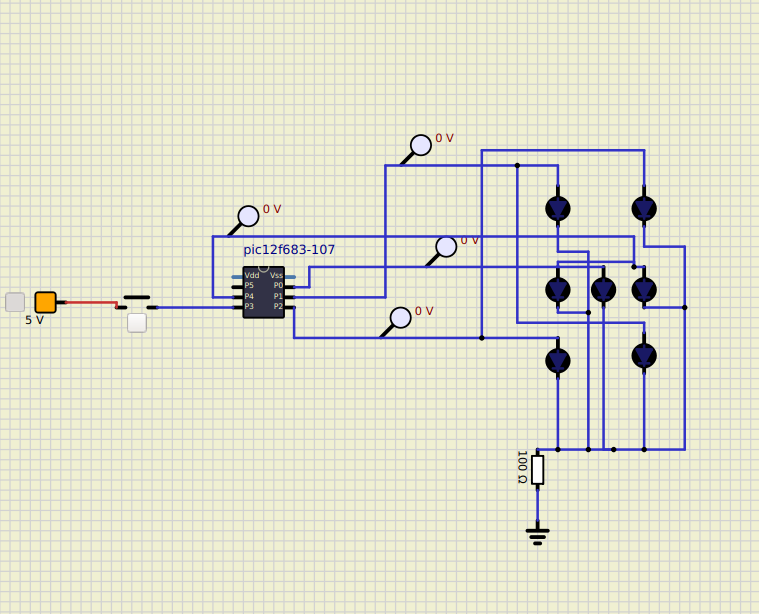 0 V
0 V
0 V
pic12f683-107
Vdd Vss
P5 P0
P4 P1
P3 P2
5 V
0 V
100 Ω